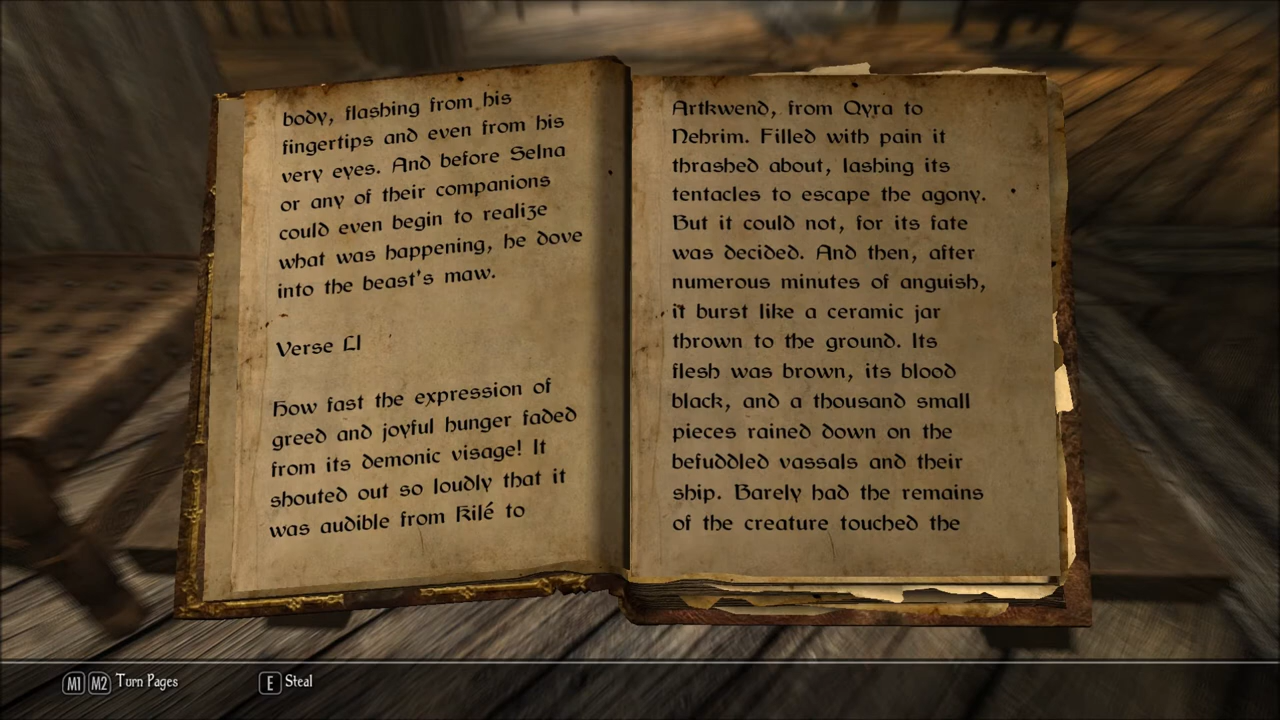 body, flashing from his
fingertips and even from his
very eyes. And before Selna
or any of their companions
could even begin to realize
what was happening, he dove
into the beast's maw.
Verse LI
How fast the expression of
greed and joyful hunger faded
from its demonic visage! It
shouted out so loudly that it
was audible from Kilé to
Artkwend, from Qyra to
Nehrim. Filled with pain it
thrashed about, lashing its
tentacles to escape the agony.
But it could not, for its fate
was decided. And then, after
numerous minutes of anguish,
it burst like a ceramic jar
thrown to the ground. Its
flesh was brown, its blood
black, and a thousand small
pieces rained down on the
befuddled vassals and their
ship. Barely had the remains
of the creature touched the
M1 M2 Turn Pages
E Steal